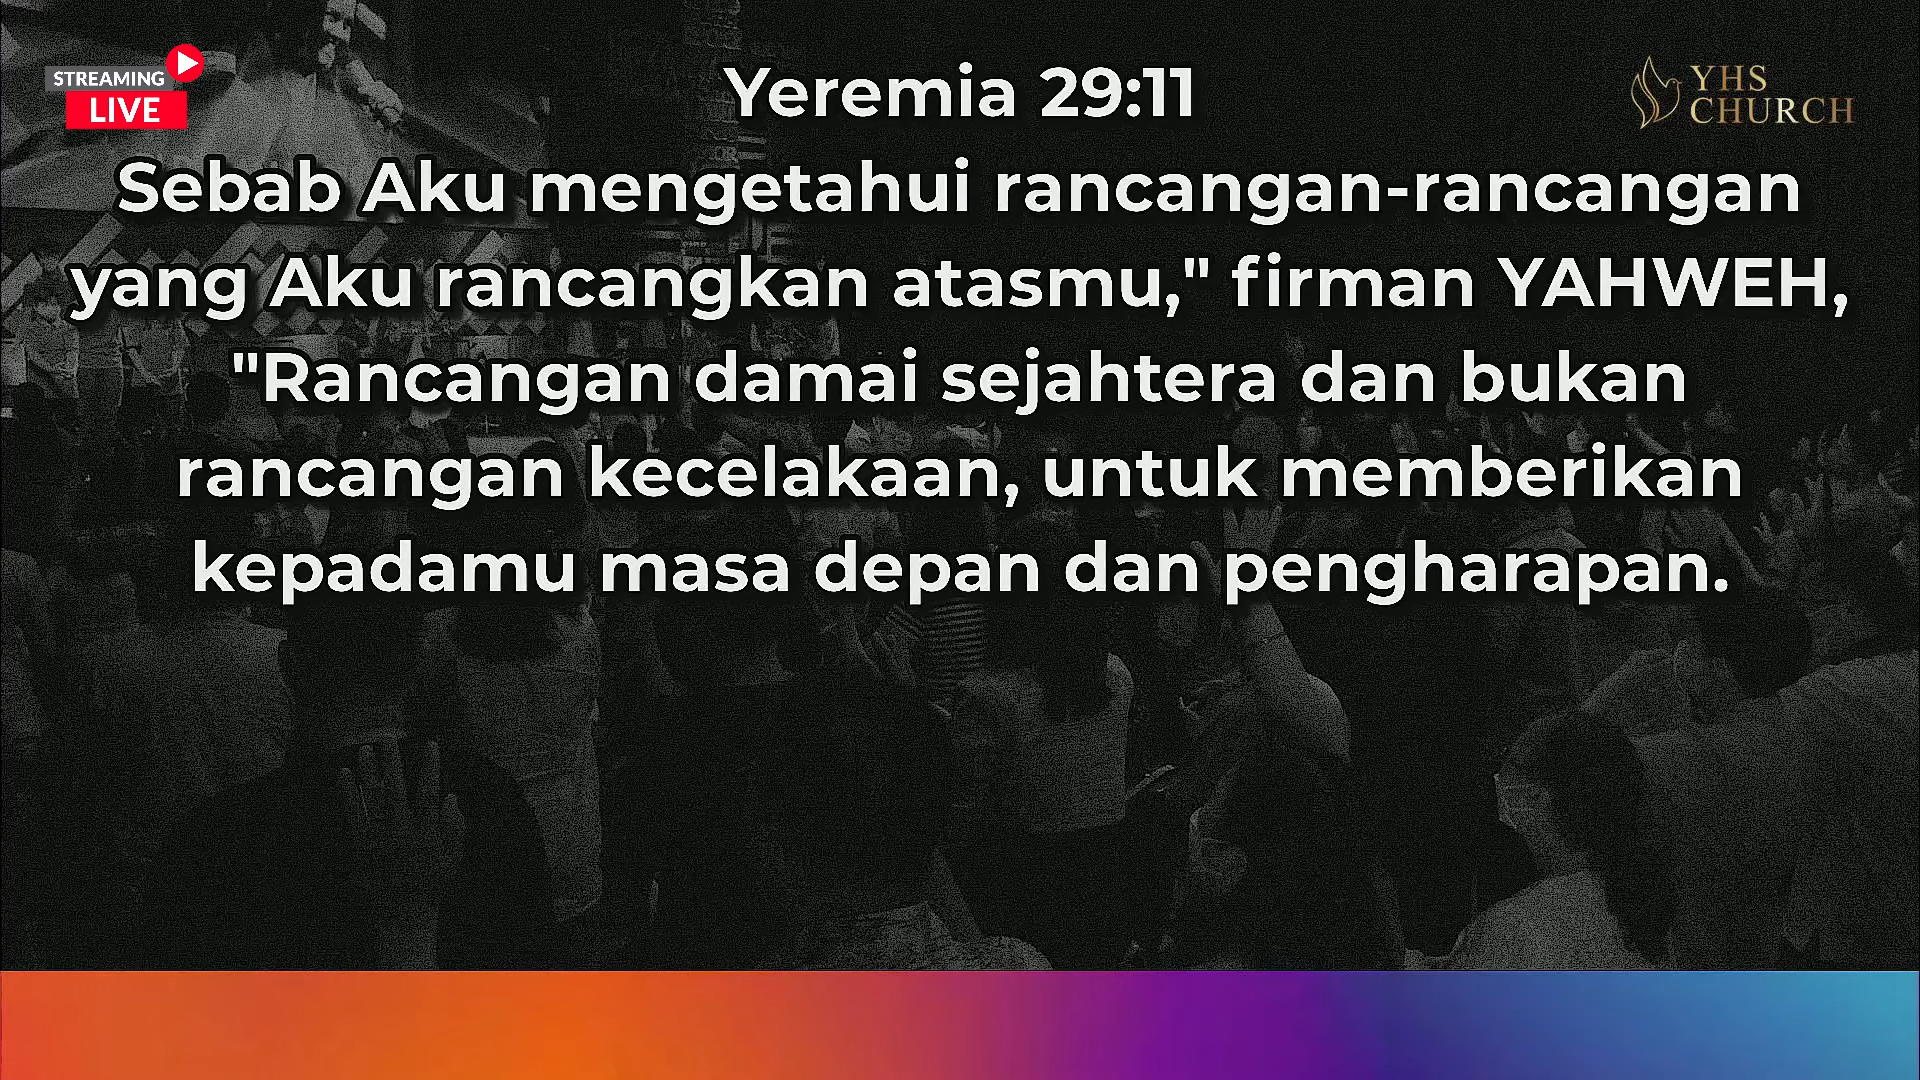 STREAMING
LIVE
YHS
CHURCH
Yeremia 29:11
Sebab Aku mengetahui rancangan-rancangan
yang Aku rancangkan atasmu," firman YAHWEH,
"Rancangan damai sejahtera dan bukan
rancangan kecelakaan, untuk memberikan
kepadamu masa depan dan pengharapan.